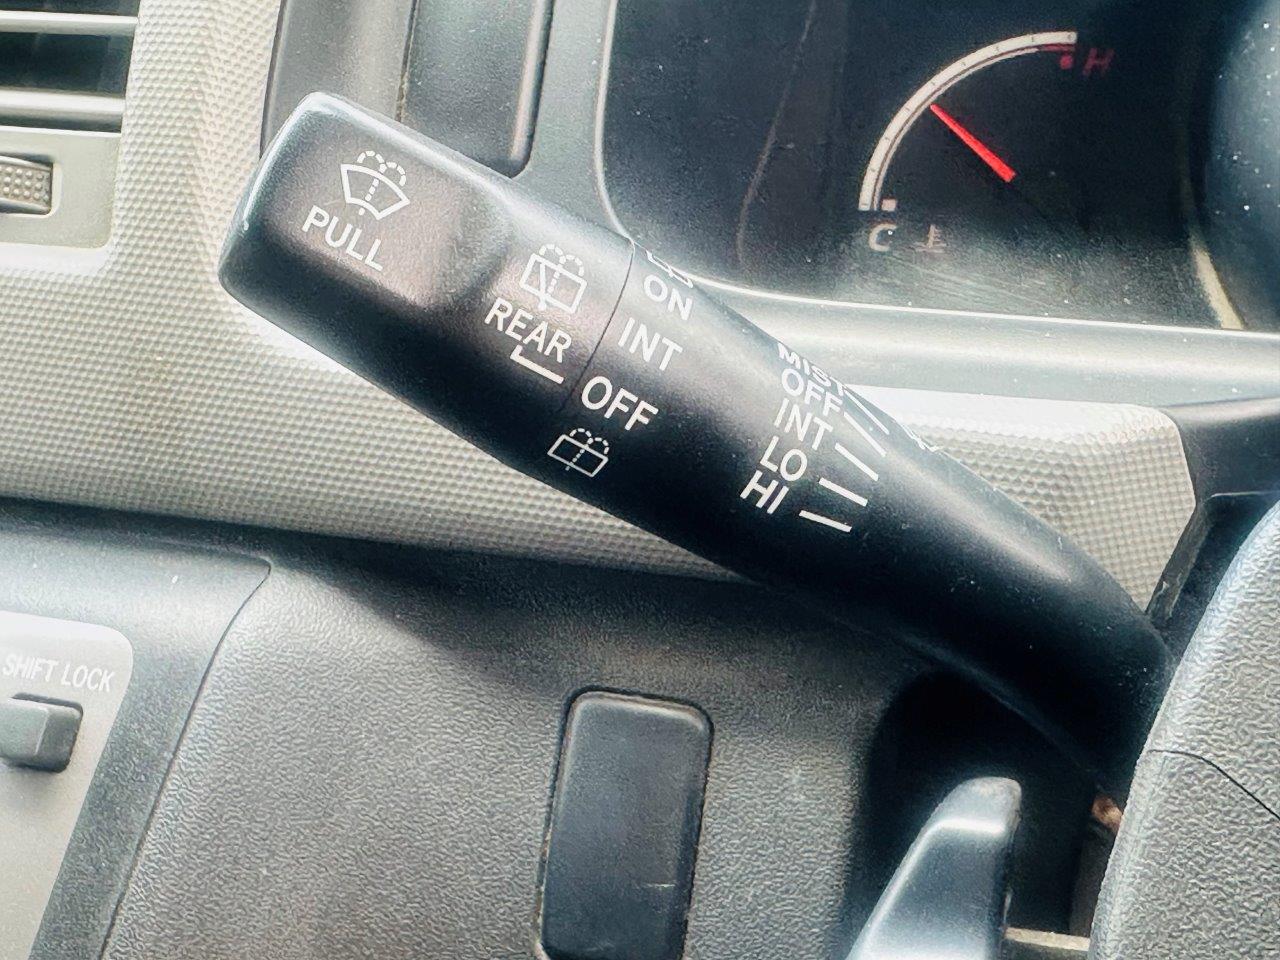 PULL
REAR
ON
INT
OFF
MIST
OFF
INT
LO
HI
H
C
SHIFT LOCK